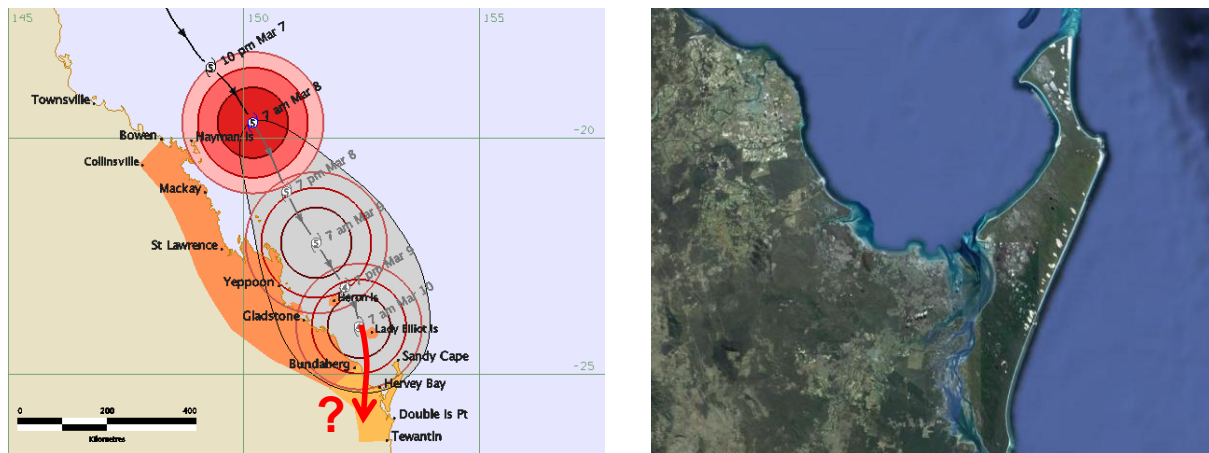 145
150
155
10 pm Mar 7
Townsville
7 am Mar 8
Bowen
Hayman Is
-20
Collinsville
7 pm Mar 8
Mackay
7 am Mar 9
St Lawrence
7 pm Mar 9
Yeppoon
Heron Is
7 am Mar 10
Gladstone
Lady Elliot Is
Bundaberg
Sandy Cape
-25
Hervey Bay
0 200 400
Kilometres
?
Double Is Pt
Tewantin